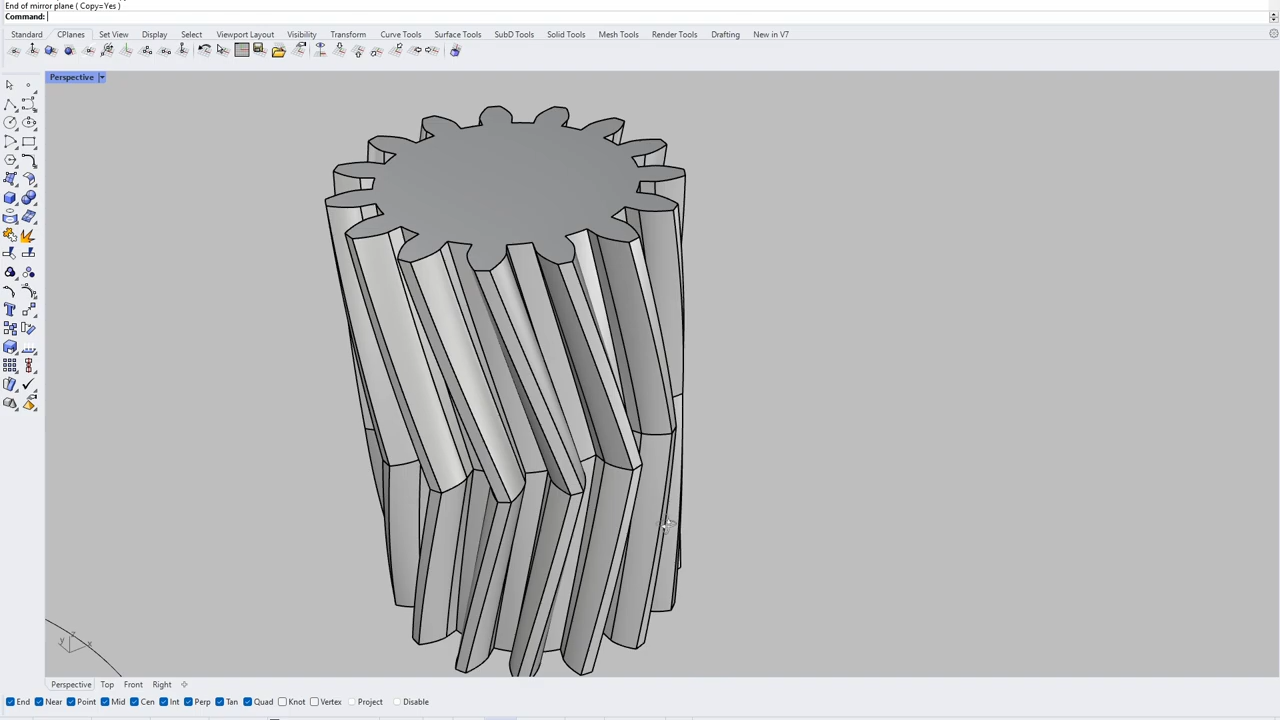 End of mirror plane ( Copy=Yes )
Command:
Standard CPlanes Set View Display Select Viewport Layout Visibility Transform Curve Tools Surface Tools SubD Tools Solid Tools Mesh Tools Render Tools Drafting New in V7
Perspective
z
y x
Perspective Top Front Right
End Near Point Mid Cen Int Perp Tan Quad Knot Vertex Project Disable